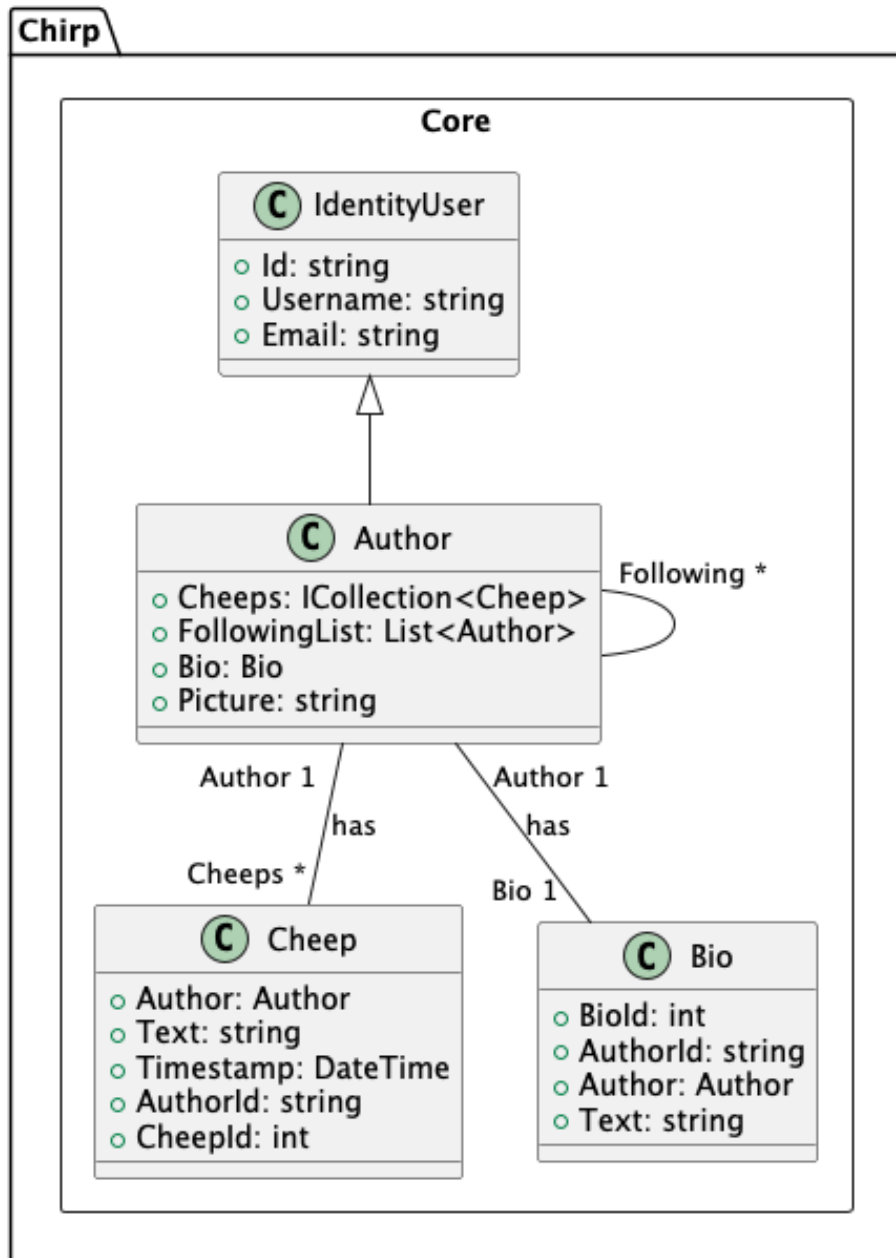 Chirp
Core
C IdentityUser
Id: string
Username: string
Email: string
C Author
Cheeps: ICollection<Cheep>
FollowingList: List<Author>
Bio: Bio
Picture: string
Following *
Author 1
has
Cheeps *
Author 1
has
Bio 1
C Cheep
Author: Author
Text: string
Timestamp: DateTime
AuthorId: string
CheepId: int
C Bio
BioId: int
AuthorId: string
Author: Author
Text: string